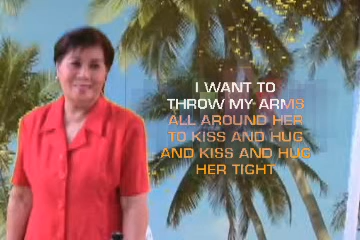 I WANT TO
THROW MY ARMS
ALL AROUND HER
TO KISS AND HUG
AND KISS AND HUG
HER TIGHT